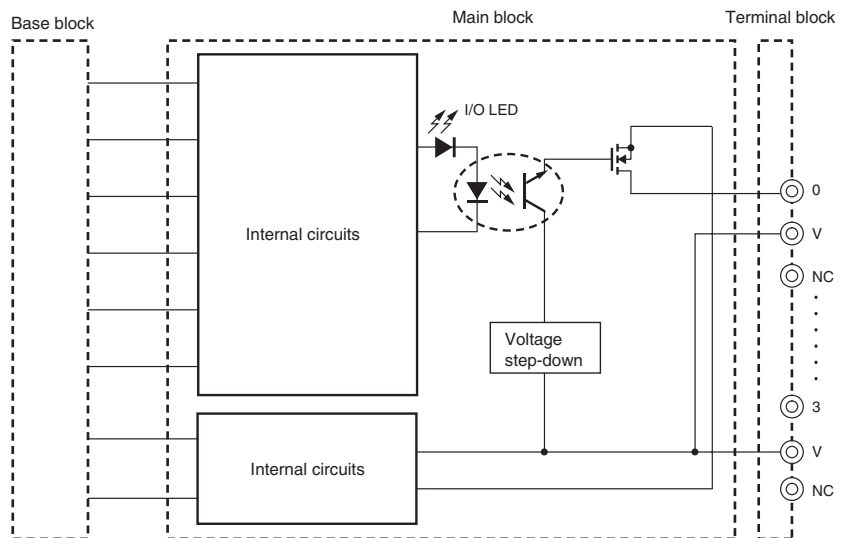 Base block
Main block
Terminal block
I/O LED
0
Internal circuits
V
NC
Voltage
step-down
3
V
Internal circuits
NC